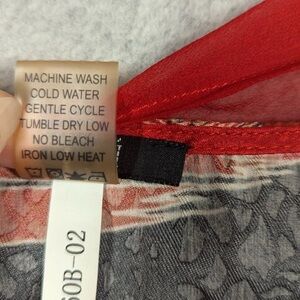 MACHINE WASH
COLD WATER
GENTLE CYCLE
TUMBLE DRY LOW
NO BLEACH
IRON LOW HEAT
60B-02